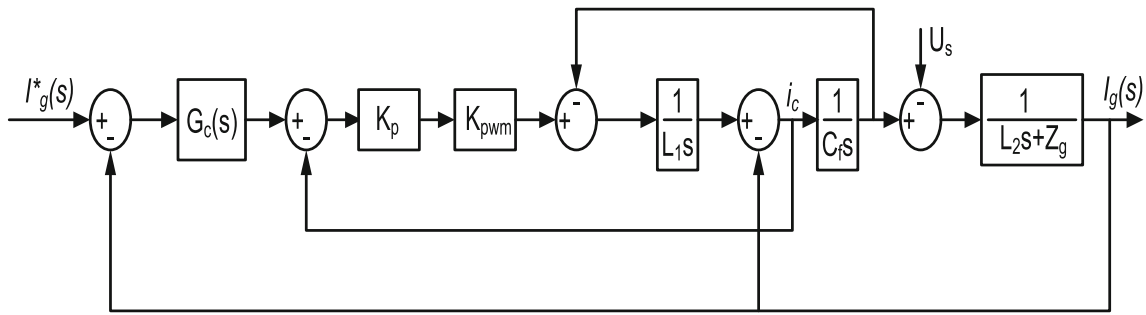 I*g(s)
+
-
Gc(s)
+
-
Kp
Kpwm
-
+
1
L1s
+
-
ic
1
Cfs
Us
-
+
1
L2s+Zg
Ig(s)